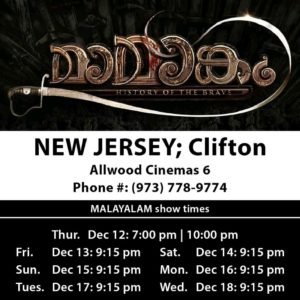 മാമാങ്കം
HISTORY OF THE BRAVE
NEW JERSEY; Clifton
Allwood Cinemas 6
Phone #: (973) 778-9774
MALAYALAM show times
Thur. Dec 12: 7:00 pm | 10:00 pm
Fri. Dec 13: 9:15 pm Sat. Dec 14: 9:15 pm
Sun. Dec 15: 9:15 pm Mon. Dec 16: 9:15 pm
Tues. Dec 17: 9:15 pm Wed. Dec 18: 9:15 pm